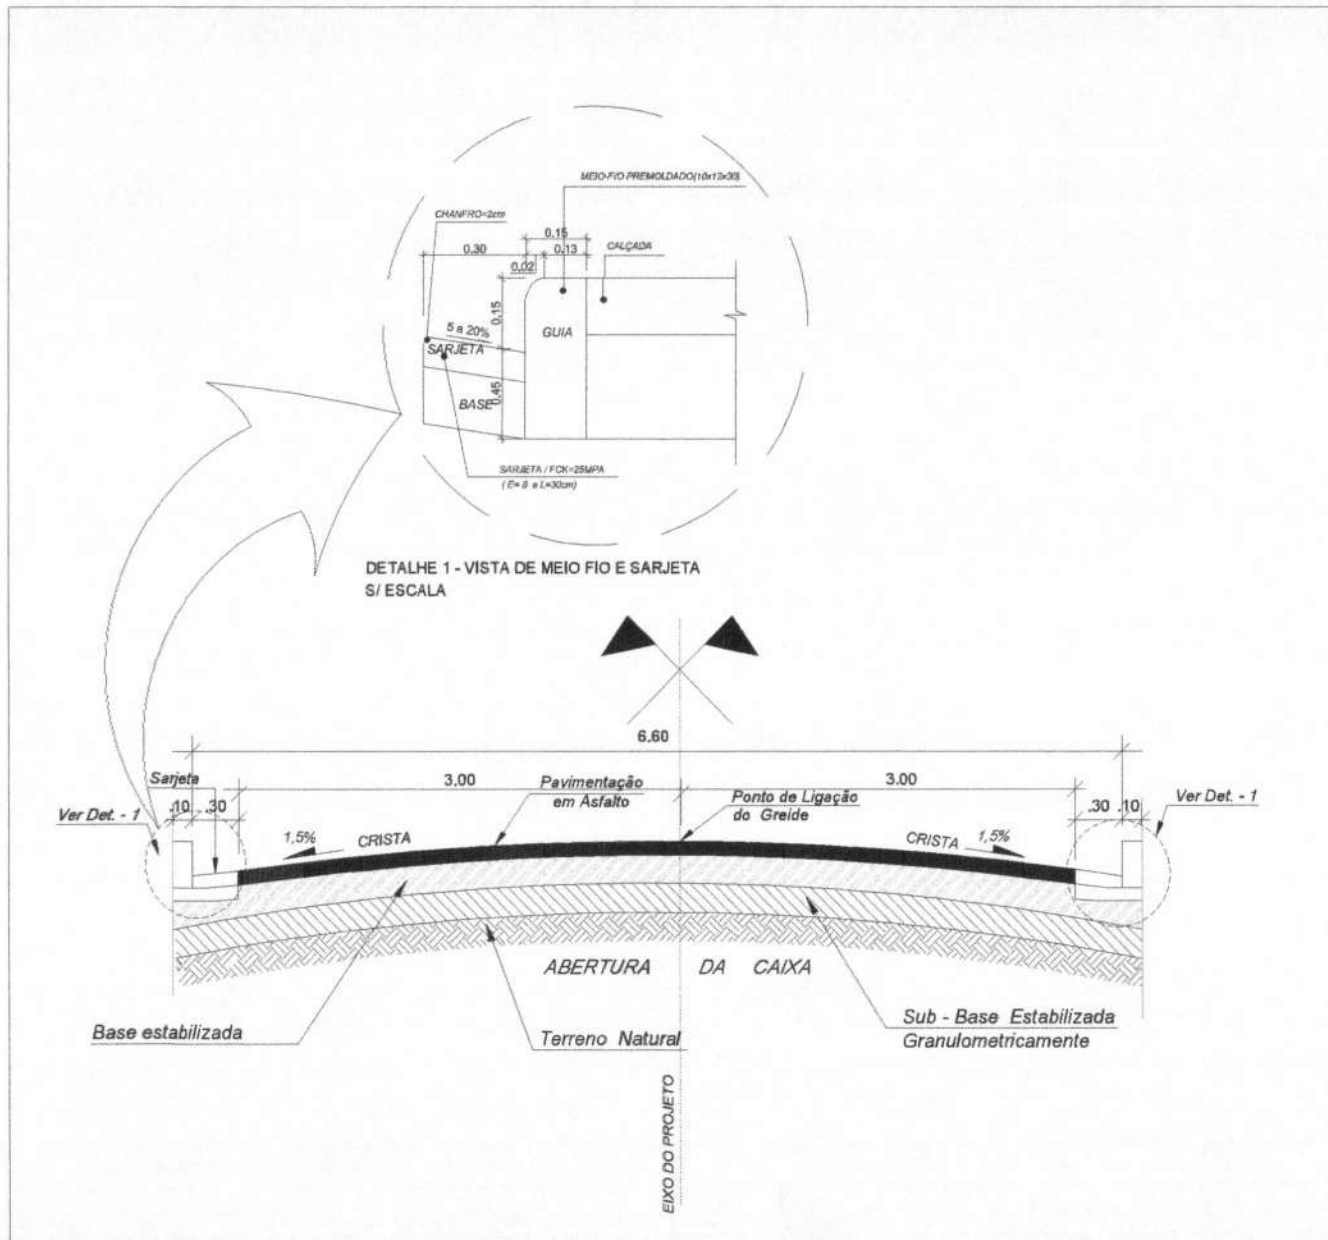 MEIO-FIO PREMOLDADO(10x12x30)
CHANFRO=2cm
0.15
CALÇADA
0.30
0.13
0.02
0.15
5 a 20%
GUIA
SARJETA
0.45
BASE
SARJETA / FCK=25MPA
( E= 8 e L=30cm)
DETALHE 1 - VISTA DE MEIO FIO E SARJETA
S/ ESCALA
6.60
Sarjeta
3.00
Pavimentação
em Asfalto
3.00
Ponto de Ligação
do Greide
Ver Det. - 1
.10
.30
.30
.10
Ver Det. - 1
1,5%
CRISTA
CRISTA
1,5%
ABERTURA DA CAIXA
Base estabilizada
Terreno Natural
Sub - Base Estabilizada
Granulometricamente
EIXO DO PROJETO